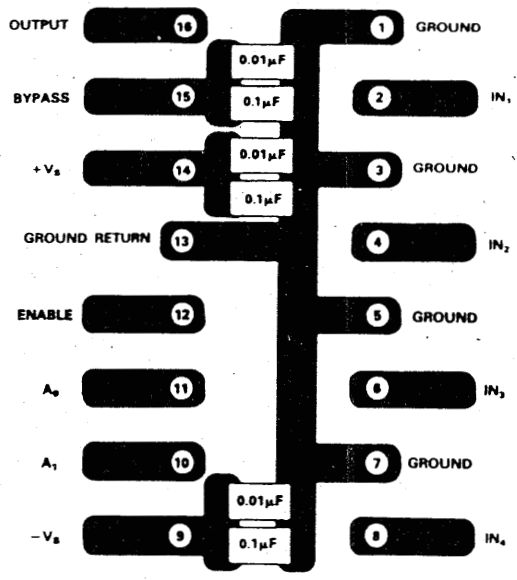 OUTPUT 16 1 GROUND
0.01µF
BYPASS 15 0.1µF 2 IN₁
0.01µF
+Vs 14 3 GROUND
0.1µF
GROUND RETURN 13 4 IN₂
ENABLE 12 5 GROUND
A₀ 11 6 IN₃
A₁ 10 7 GROUND
0.01µF
−Vs 9 0.1µF 8 IN₄